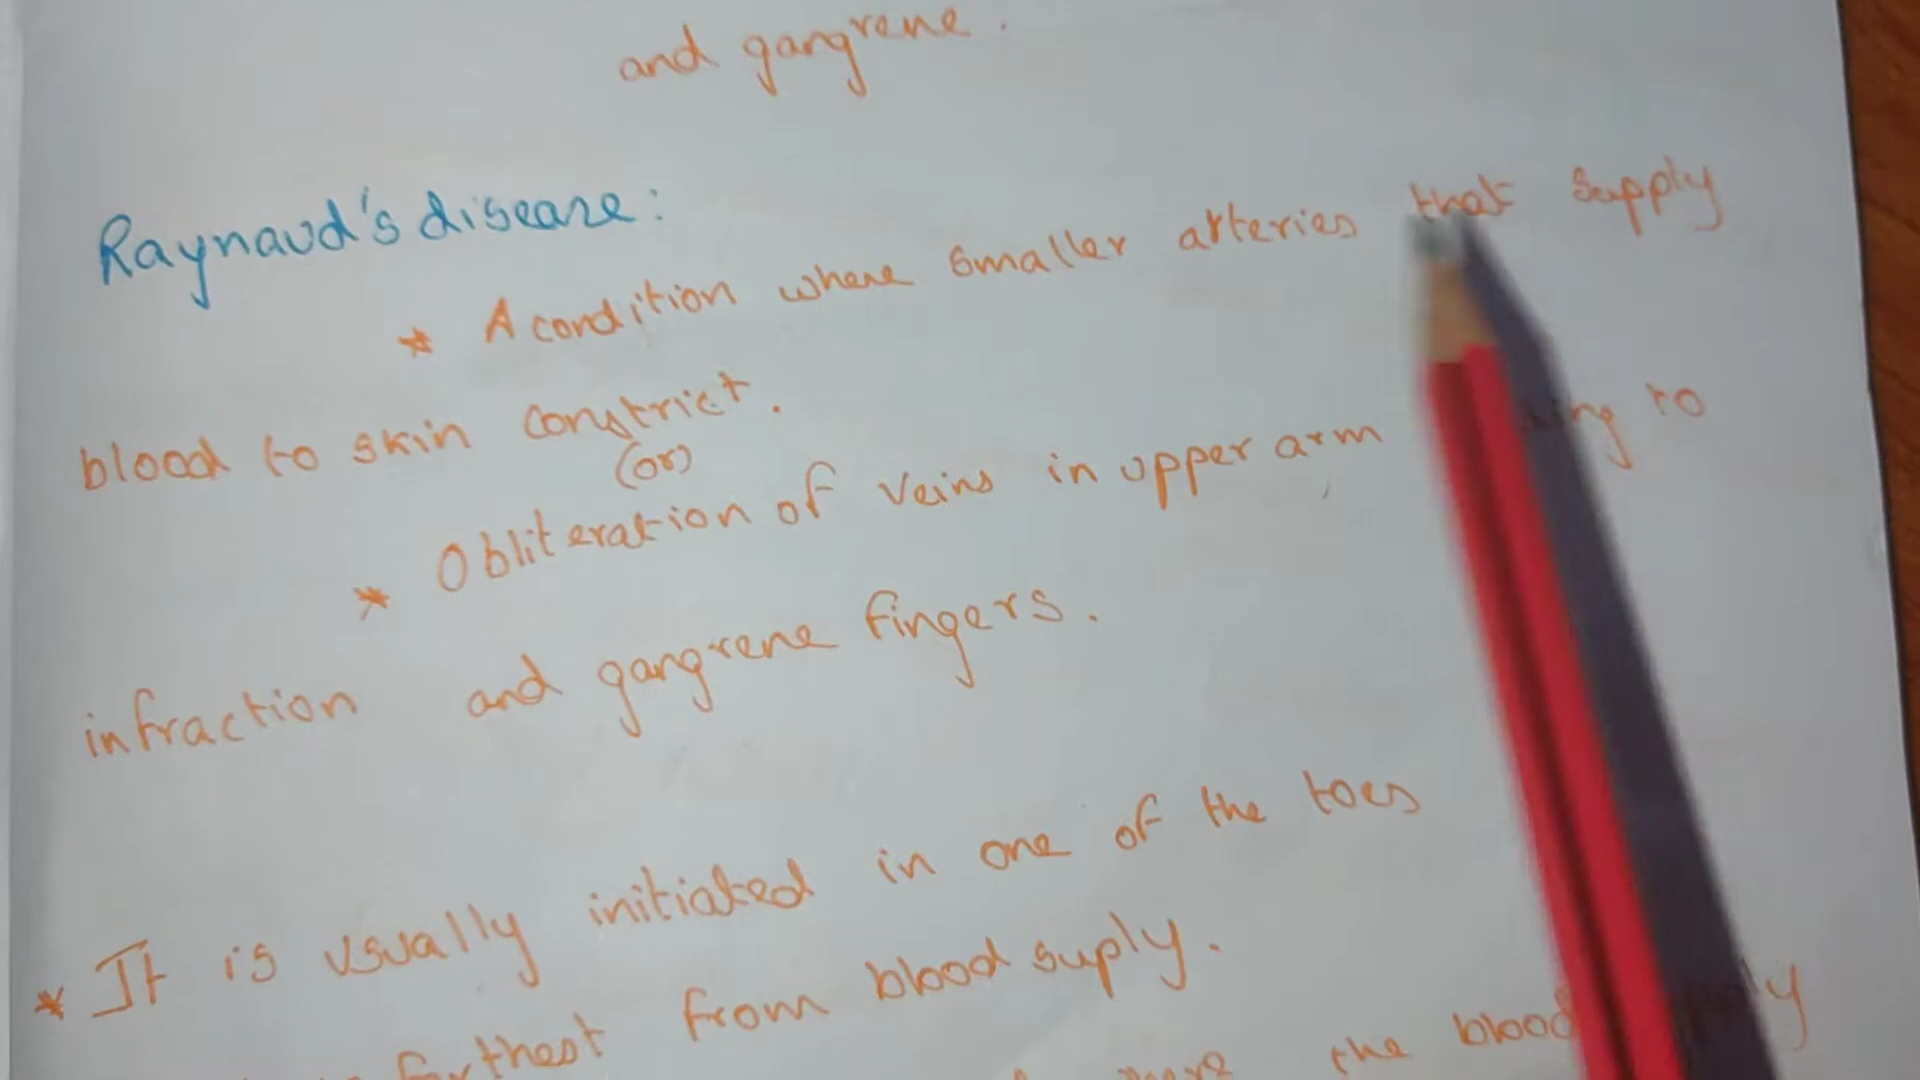 and gangrene.
Raynaud's disease:
* A condition where smaller arteries that supply
blood to skin constrict.
(or)
* Obliteration of veins in upper arm to
infraction and gangrene fingers.
* It is usually initiated in one of the toes
farthest from blood suply.
the blood